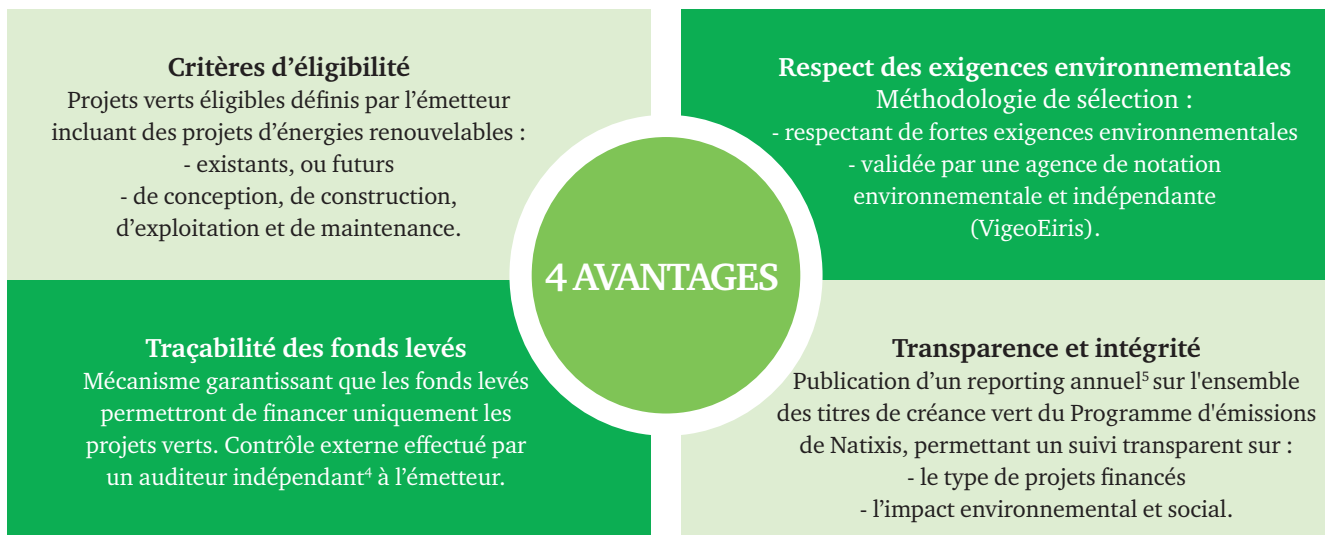 Critères d’éligibilité
Projets verts éligibles définis par l’émetteur
incluant des projets d’énergies renouvelables :
- existants, ou futurs
- de conception, de construction,
d’exploitation et de maintenance.
Respect des exigences environnementales
Méthodologie de sélection :
- respectant de fortes exigences environnementales
- validée par une agence de notation
environnementale et indépendante
(VigeoEiris).
4 AVANTAGES
Traçabilité des fonds levés
Mécanisme garantissant que les fonds levés
permettront de financer uniquement les
projets verts. Contrôle externe effectué par
un auditeur indépendant⁴ à l’émetteur.
Transparence et intégrité
Publication d’un reporting annuel⁵ sur l'ensemble
des titres de créance vert du Programme d'émissions
de Natixis, permettant un suivi transparent sur :
- le type de projets financés
- l’impact environnemental et social.